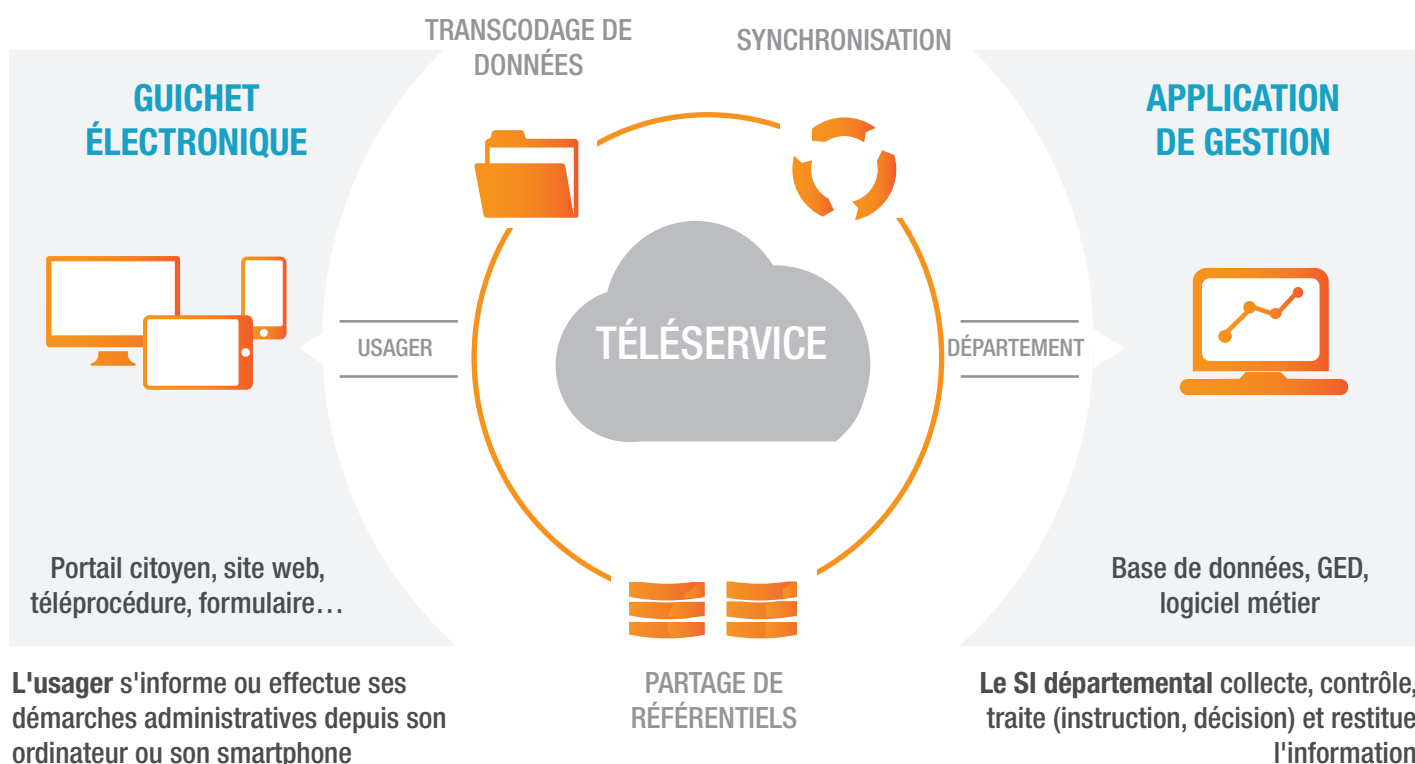 TRANSCODAGE DE
DONNÉES
SYNCHRONISATION
GUICHET
ÉLECTRONIQUE
APPLICATION
DE GESTION
USAGER
TÉLÉSERVICE
DÉPARTEMENT
Portail citoyen, site web,
téléprocédure, formulaire…
Base de données, GED,
logiciel métier
L'usager s'informe ou effectue ses
démarches administratives depuis son
ordinateur ou son smartphone
PARTAGE DE
RÉFÉRENTIELS
Le SI départemental collecte, contrôle,
traite (instruction, décision) et restitue
l'information